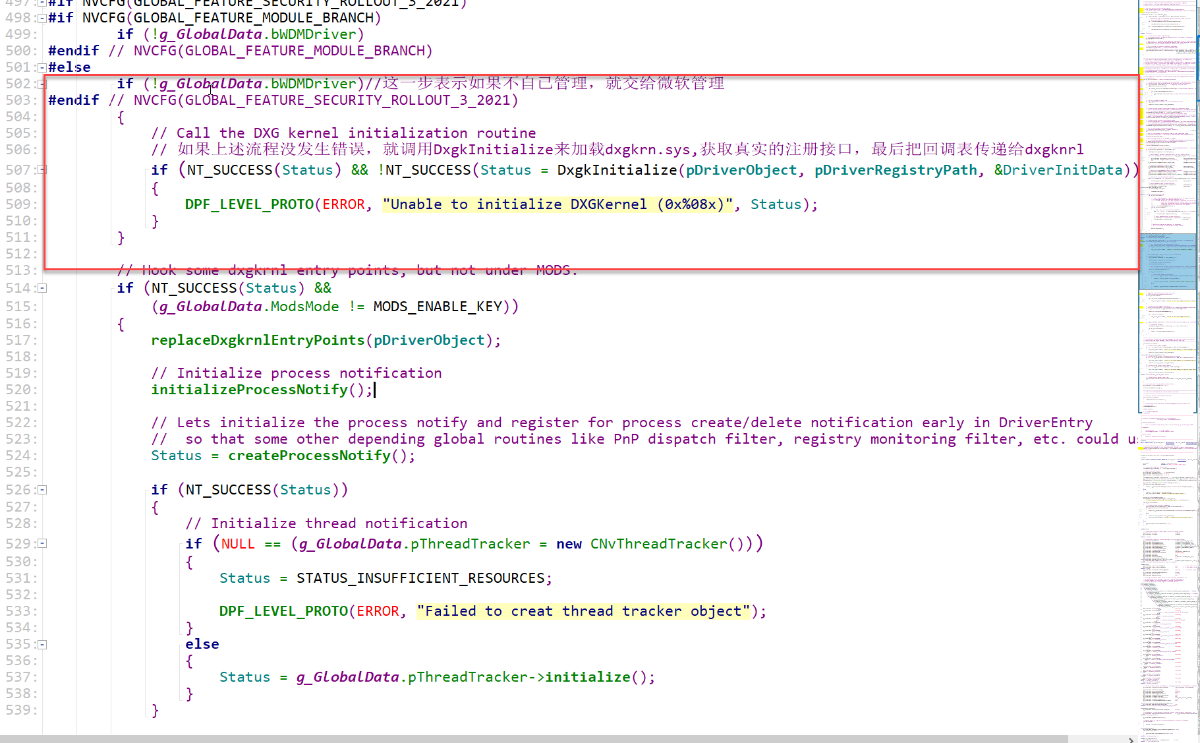 497: #if NVCFG(GLOBAL_FEATURE_SECURITY_ROLLOUT_3_2021)
498: #if NVCFG(GLOBAL_FEATURE_MODULE_BRANCH)
499: if (!g_GlobalData.bWDMDriver)
500: #endif // NVCFG(GLOBAL_FEATURE_MODULE_BRANCH)
501: #else
502: if (!g_GlobalData.bWDMDriver)//这一步表示如果不自己管理，就交给微软管理
503: #endif // NVCFG(GLOBAL_FEATURE_SECURITY_ROLLOUT_3_2021)
504: {
505: // Call the DXG kernel initialization routine
506: // 如果上述流程没发生错误，就调用DxgkInitialize来加载dxgkrn.sys,获取真实的注册接口，最后把回调表传递给dxgknrl
507: if (NT_SUCCESS(Status) && !NT_SUCCESS(Status = DxgkInitialize(pDriverObject, pDriverRegistryPath, &DriverInitData))
508: {
509: DPF_LEVEL_PROTO(ERROR, "Unable to initialize DXGKernel (0x%08x)", Status);
510: }
511: }
512:
513: // Hook some dxgkrnl entry points, but not under MODS.
514: if (NT_SUCCESS(Status) &&
515: (g_GlobalData.ModsMode != MODS_ENABLE_KEY))
516: {
517: replaceDxgkrnlEntryPoints(pDriverObject);
518:
519: // Initialize process notification
520: initializeProcessNotify();
521:
522: // Lets initialize the process notify and register for process create/delete notification early in DriverEntry
523: // so that some other depending global routines like PnP dispatch filter, registry monitoring filter, etc. could u
524: Status = createProcessNotify();
525:
526: if (NT_SUCCESS(Status))
527: {
528: // Initialize thread notification
529: if (NULL == (g_GlobalData.pThreadTracker = new CNvThreadTracker()))
530: {
531: Status = STATUS_INSUFFICIENT_RESOURCES;
532:
533: DPF_LEVEL_PROTO(ERROR, "Failed to creat thread tracker object");
534: }
535: else
536: {
537: Status = g_GlobalData.pThreadTracker->initialize();
538: }
539: }